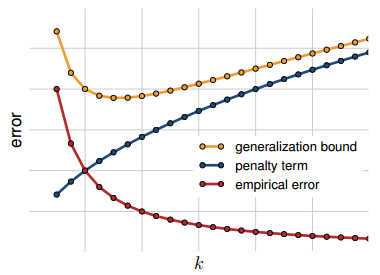 error
generalization bound
penalty term
empirical error
k